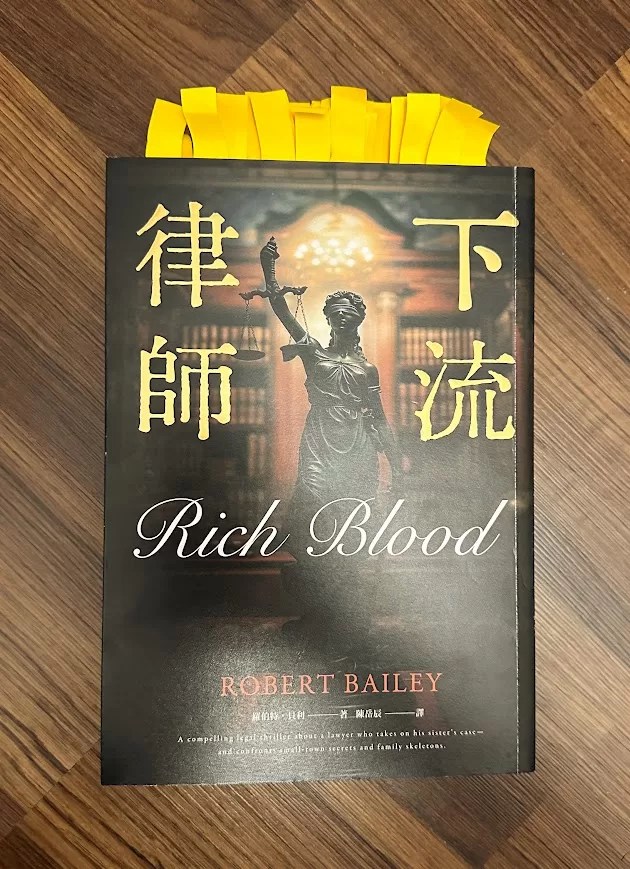 下流
律師
Rich Blood
ROBERT BAILEY
羅伯特·貝利——著 陳岳辰——譯
A compelling legal thriller about a lawyer who takes on his sister's case—
and confronts small-town secrets and family skeletons.